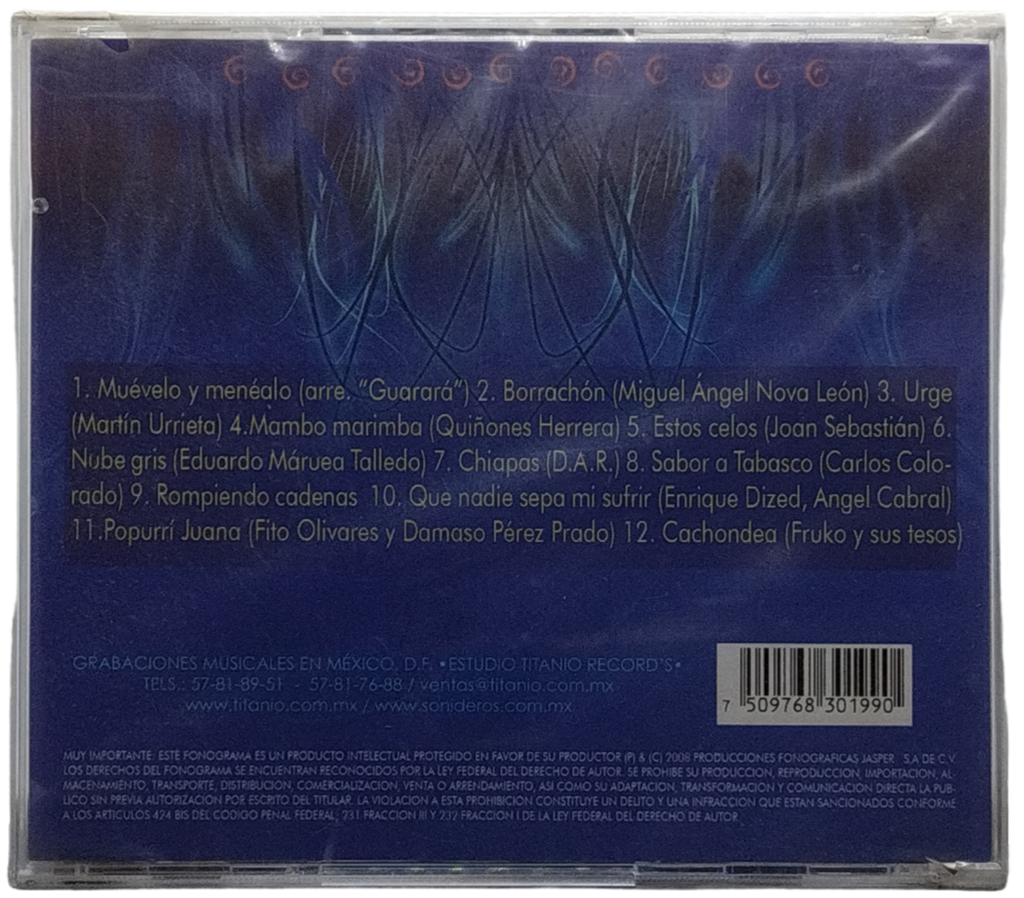 1. Muévelo y menéalo (arre. “Guarará”) 2. Borrachón (Miguel Ángel Nova León) 3. Urge
(Martín Urrieta) 4.Mambo marimba (Quiñones Herrera) 5. Estos celos (Joan Sebastián) 6.
Nube gris (Eduardo Máruea Talledo) 7. Chiapas (D.A.R.) 8. Sabor a Tabasco (Carlos Colo-
rado) 9. Rompiendo cadenas 10. Que nadie sepa mi sufrir (Enrique Dized, Angel Cabral)
11.Popurrí Juana (Fito Olivares y Damaso Pérez Prado) 12. Cachondea (Fruko y sus tesos)
GRABACIONES MUSICALES EN MÉXICO, D.F. •ESTUDIO TITANIO RECORD'S•
TELS.: 57-81-89-51 - 57-81-76-88 / ventas@titanio.com.mx
www.titanio.com.mx / www.sonideros.com.mx
7 509768 301990
MUY IMPORTANTE: ESTE FONOGRAMA ES UN PRODUCTO INTELECTUAL PROTEGIDO EN FAVOR DE SU PRODUCTOR (P) & (C) 2008 PRODUCCIONES FONOGRAFICAS JASPER S.A DE C.V.
LOS DERECHOS DEL FONOGRAMA SE ENCUENTRAN RECONOCIDOS POR LA LEY FEDERAL DEL DERECHO DE AUTOR. SE PROHIBE SU PRODUCCION, REPRODUCCION, IMPORTACION, AL
MACENAMIENTO, TRANSPORTE, DISTRIBUCION, COMERCIALIZACION, VENTA O ARRENDAMIENTO, ASI COMO SU ADAPTACION, TRANSFORMACION Y COMUNICACION DIRECTA LA PUB-
LICO SIN PREVIA AUTORIZACION POR ESCRITO DEL TITULAR. LA VIOLACION A ESTA PROHIBICION CONSTITUYE UN DELITO Y UNA INFRACCION QUE ESTAN SANCIONADOS CONFORME
A LOS ARTICULOS 424 BIS DEL CODIGO PENAL FEDERAL, 231 FRACCION III Y 232 FRACCION I DE LA LEY FEDERAL DEL DERECHO DE AUTOR